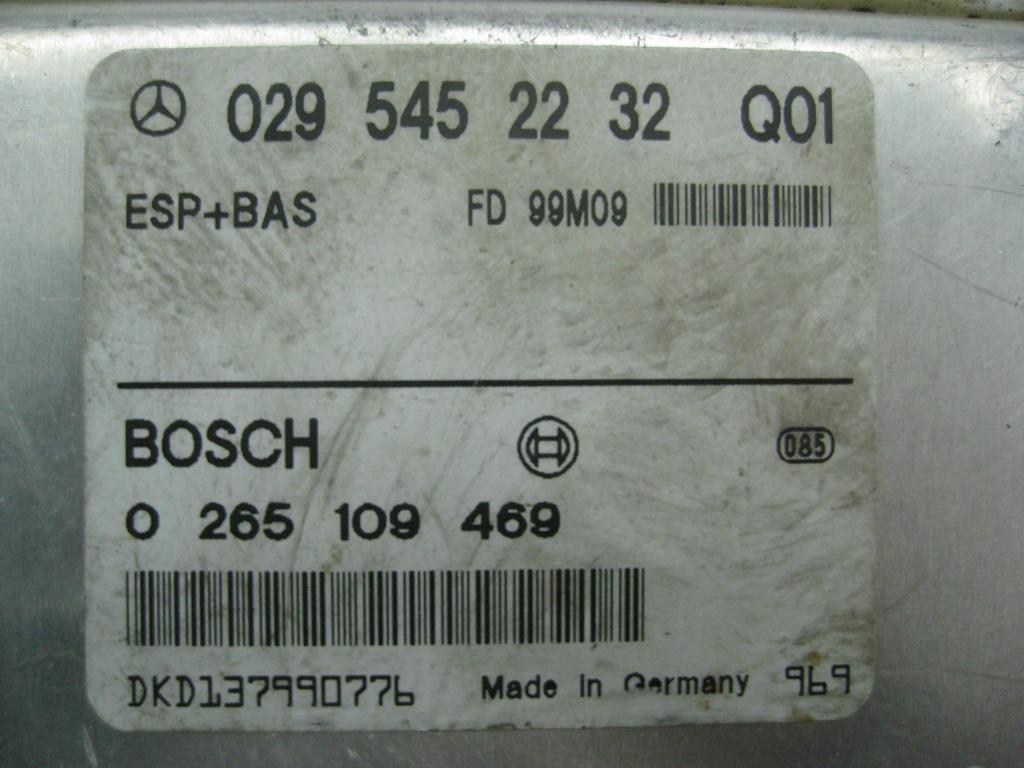 029 545 22 32 Q01
ESP+BAS FD 99M09
BOSCH 085
0 265 109 469
DKD137990776 Made in Germany 969